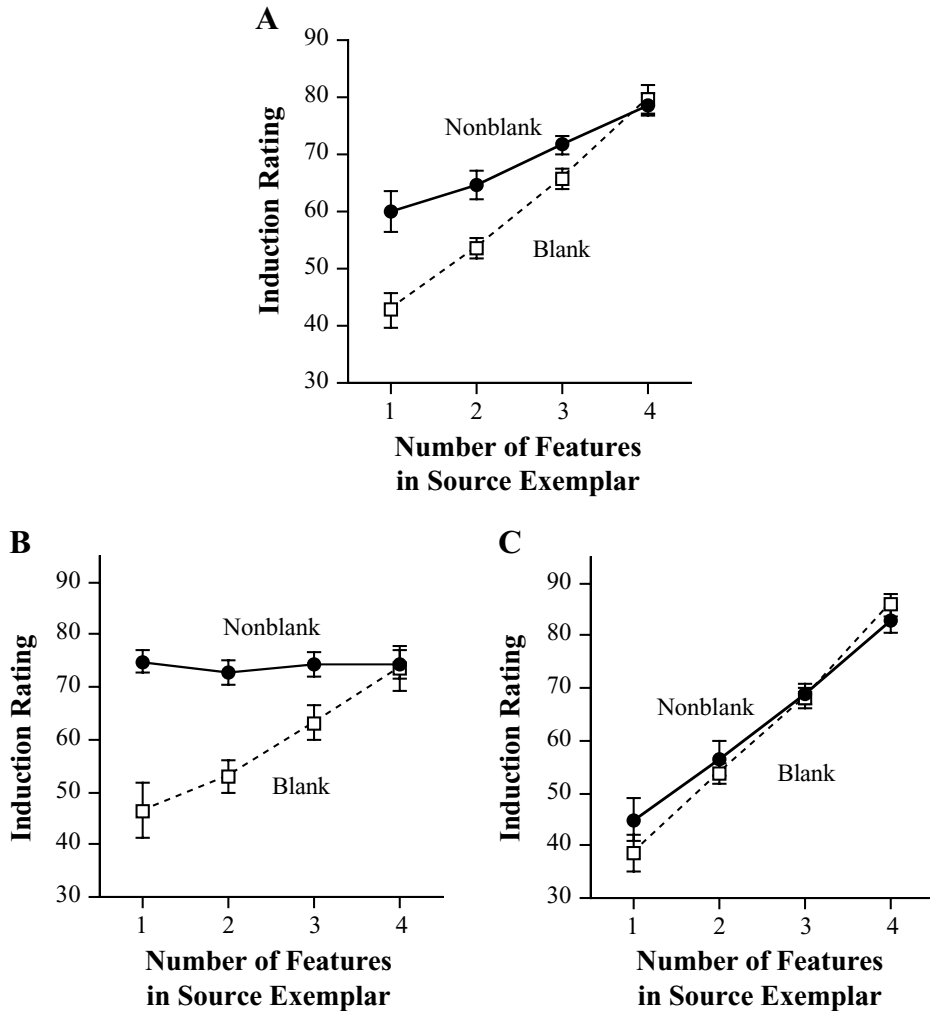 A
90
80
70
60
50
40
30
Induction Rating
Nonblank
Blank
1 2 3 4
Number of Features
in Source Exemplar
B
90
80
70
60
50
40
30
Induction Rating
Nonblank
Blank
1 2 3 4
Number of Features
in Source Exemplar
C
90
80
70
60
50
40
30
Induction Rating
Nonblank
Blank
1 2 3 4
Number of Features
in Source Exemplar